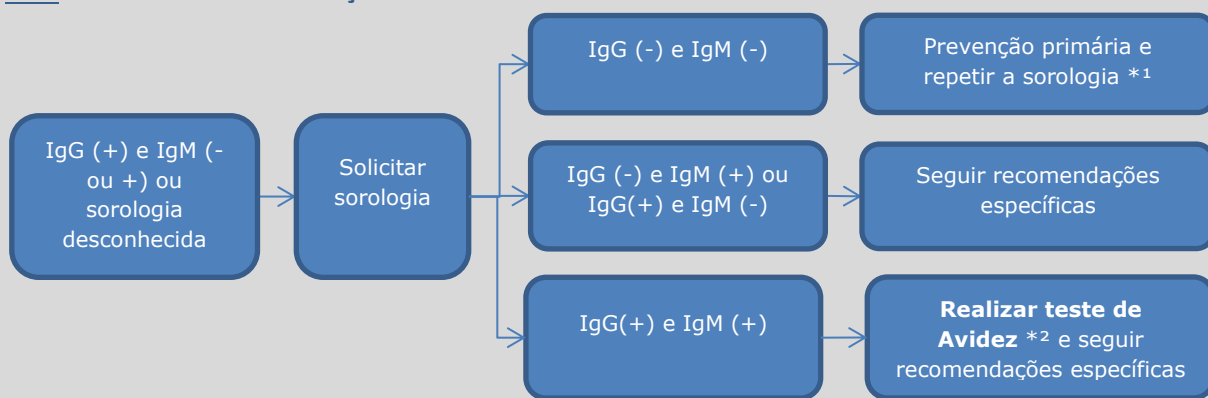 IgG (+) e IgM (-
ou +) ou
sorologia
desconhecida
Solicitar
sorologia
IgG (-) e IgM (-)
Prevenção primária e
repetir a sorologia *¹
IgG (-) e IgM (+) ou
IgG(+) e IgM (-)
Seguir recomendações
específicas
IgG(+) e IgM (+)
Realizar teste de
Avidez *² e seguir
recomendações específicas